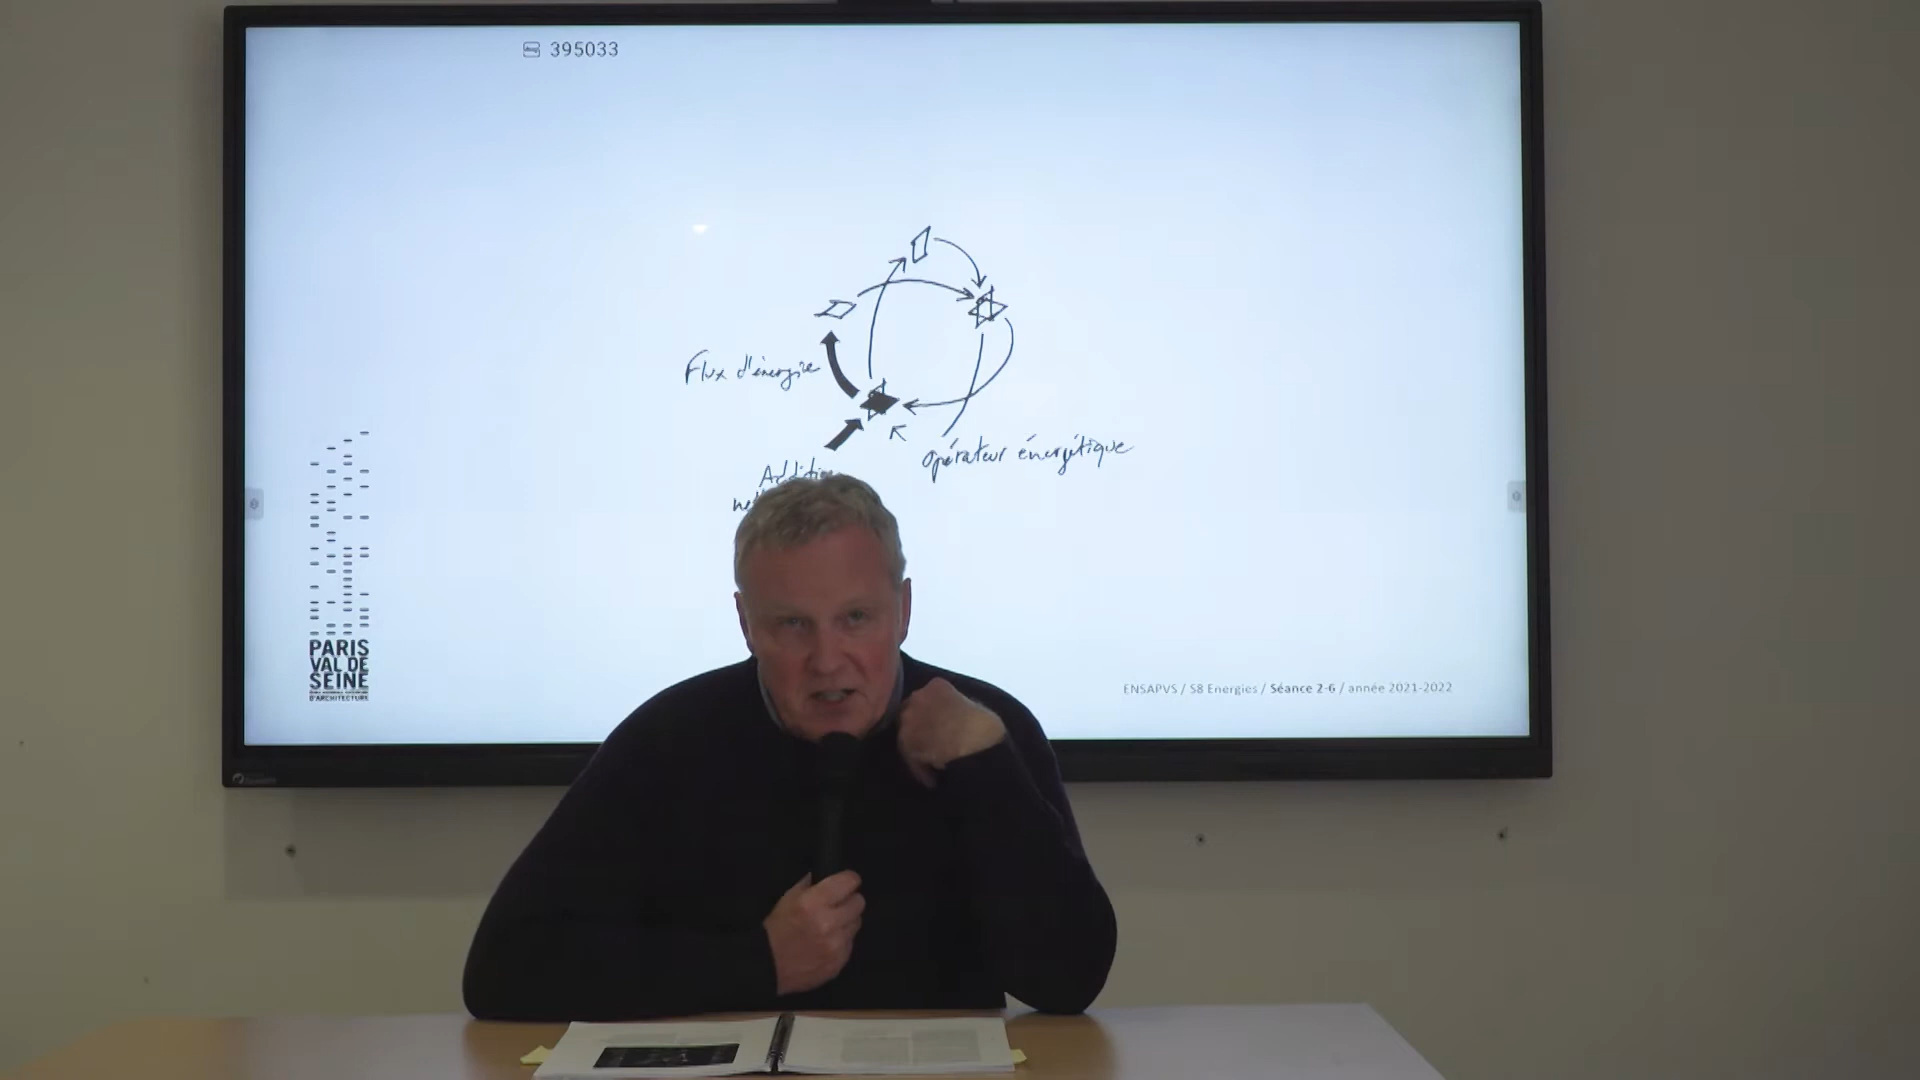 395033
Flux d'énergie
opérateur énergétique
PARIS
VAL DE
SEINE
D'ARCHITECTURE
ENSAPVS / S8 Energies / Séance 2-6 / année 2021-2022